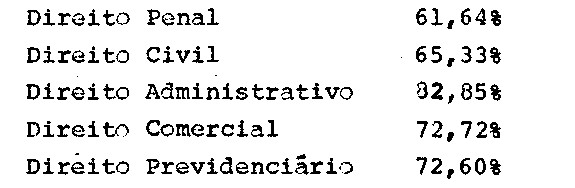 Direito Penal 61,64%
Direito Civil 65,33%
Direito Administrativo 82,85%
Direito Comercial 72,72%
Direito Previdenciário 72,60%